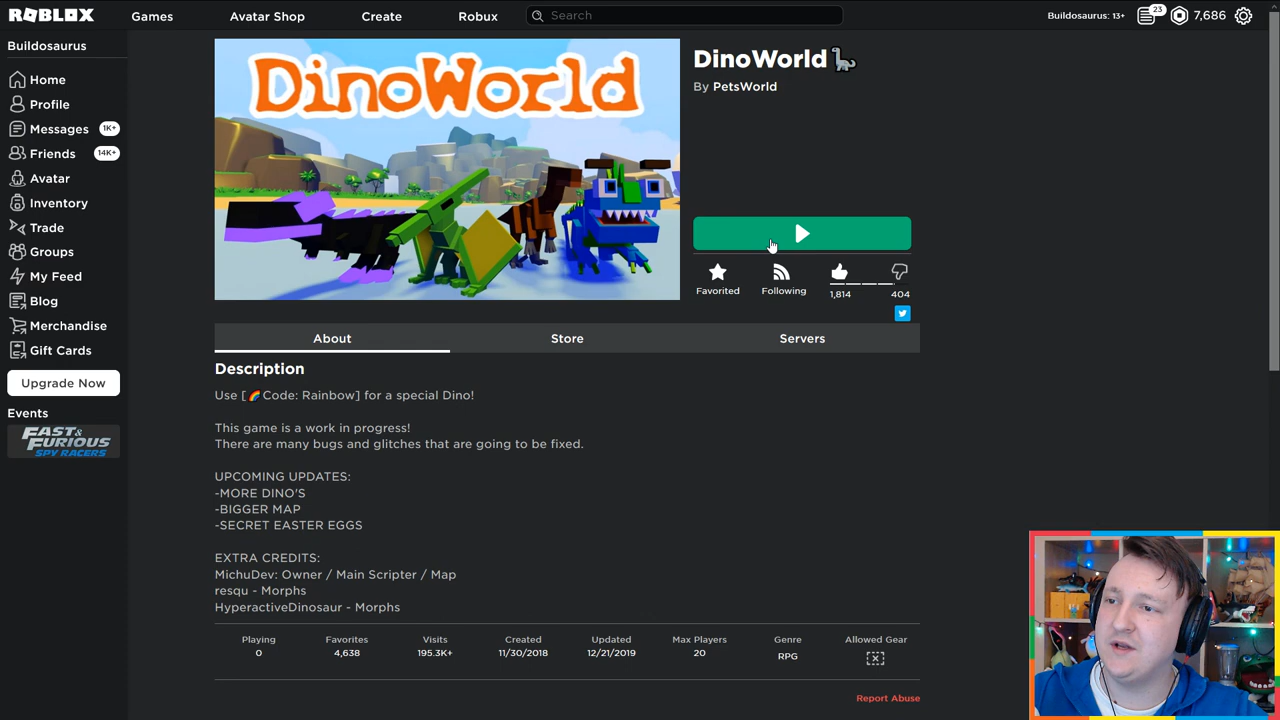 ROBLOX
Games
Avatar Shop
Create
Robux
Search
Buildosaurus: 13+
23
7,686
Buildosaurus
Home
Profile
Messages
1K+
Friends
14K+
Avatar
Inventory
Trade
Groups
My Feed
Blog
Merchandise
Gift Cards
Upgrade Now
Events
FAST & FURIOUS
SPY RACERS
DinoWorld
DinoWorld🦕
By PetsWorld
Favorited
Following
1,814
404
About
Store
Servers
Description
Use [🌈Code: Rainbow] for a special Dino!
This game is a work in progress!
There are many bugs and glitches that are going to be fixed.
UPCOMING UPDATES:
-MORE DINO'S
-BIGGER MAP
-SECRET EASTER EGGS
EXTRA CREDITS:
MichuDev: Owner / Main Scripter / Map
resqu - Morphs
HyperactiveDinosaur - Morphs
Playing
0
Favorites
4,638
Visits
195.3K+
Created
11/30/2018
Updated
12/21/2019
Max Players
20
Genre
RPG
Allowed Gear
Report Abuse